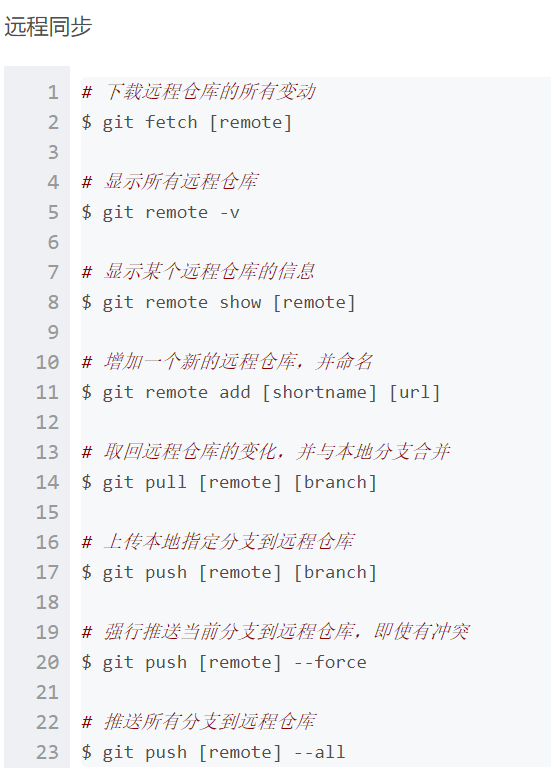 远程同步
1 # 下载远程仓库的所有变动
2 $ git fetch [remote]
3
4 # 显示所有远程仓库
5 $ git remote -v
6
7 # 显示某个远程仓库的信息
8 $ git remote show [remote]
9
10 # 增加一个新的远程仓库，并命名
11 $ git remote add [shortname] [url]
12
13 # 取回远程仓库的变化，并与本地分支合并
14 $ git pull [remote] [branch]
15
16 # 上传本地指定分支到远程仓库
17 $ git push [remote] [branch]
18
19 # 强行推送当前分支到远程仓库，即使有冲突
20 $ git push [remote] --force
21
22 # 推送所有分支到远程仓库
23 $ git push [remote] --all